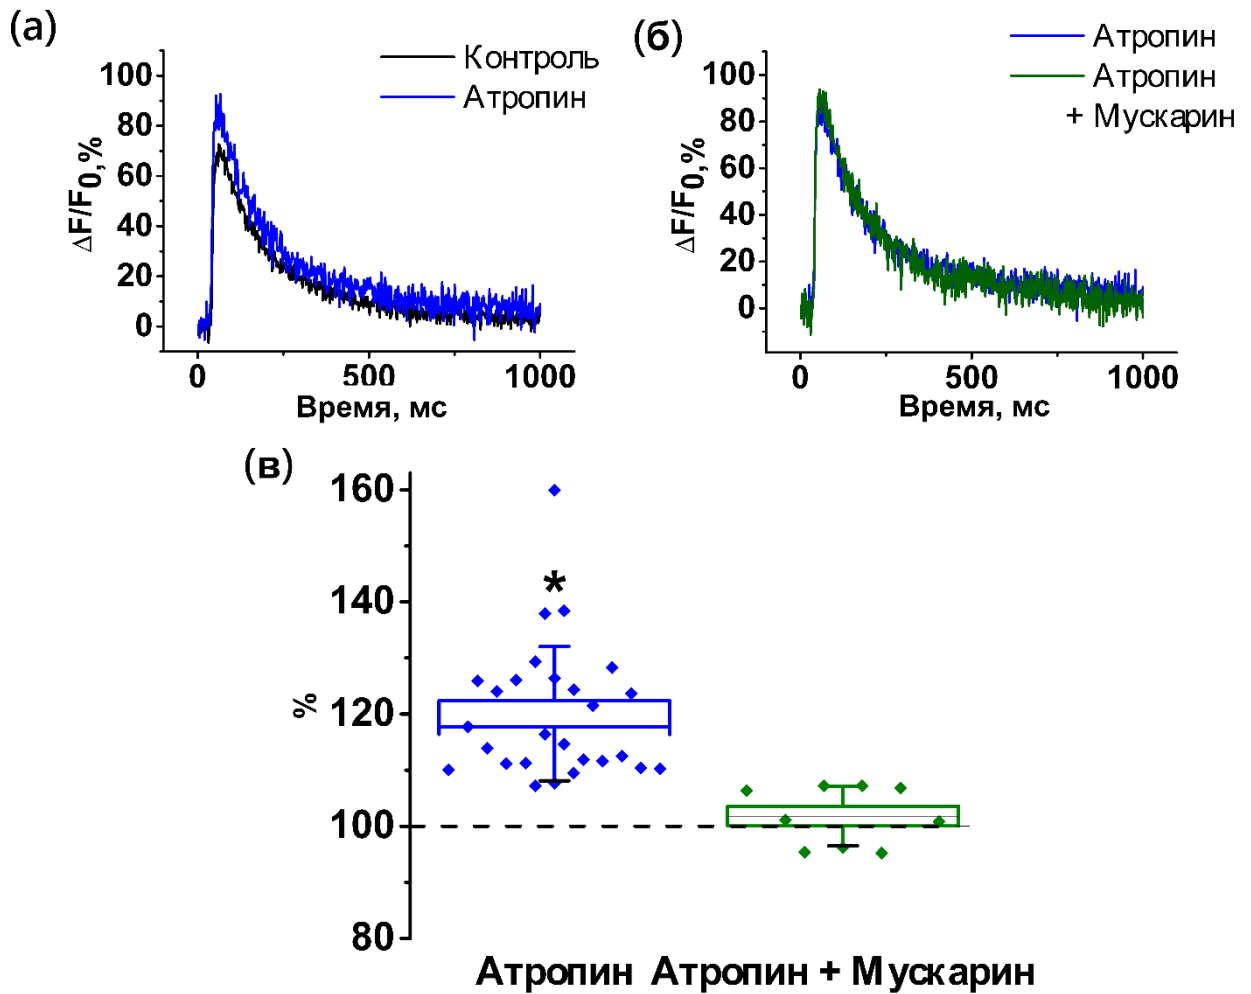 (а)
Контроль
Атропин
ΔF/F0,%
100
80
60
40
20
0
0 500 1000
Время, мс
(б)
Атропин
Атропин
+ Мускарин
ΔF/F0,%
100
80
60
40
20
0
0 500 1000
Время, мс
(в)
%
160
140
120
100
80
*
Атропин Атропин + Мускарин